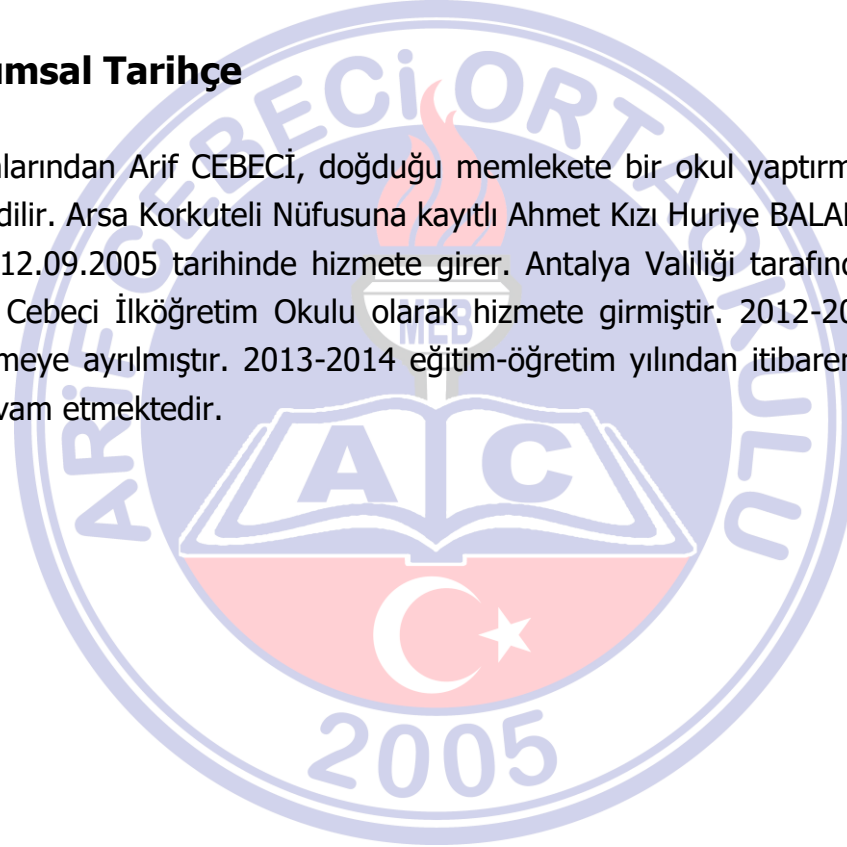 umsal Tarihçe
larından Arif CEBECİ, doğduğu memlekete bir okul yaptırm
dilir. Arsa Korkuteli Nüfusuna kayıtlı Ahmet Kızı Huriye BALA
12.09.2005 tarihinde hizmete girer. Antalya Valiliği tarafınd
Cebeci İlköğretim Okulu olarak hizmete girmiştir. 2012-20
meye ayrılmıştır. 2013-2014 eğitim-öğretim yılından itibaren
vam etmektedir.
ARİF CEBECİ ORTAOKULU
MEB
A C
2005